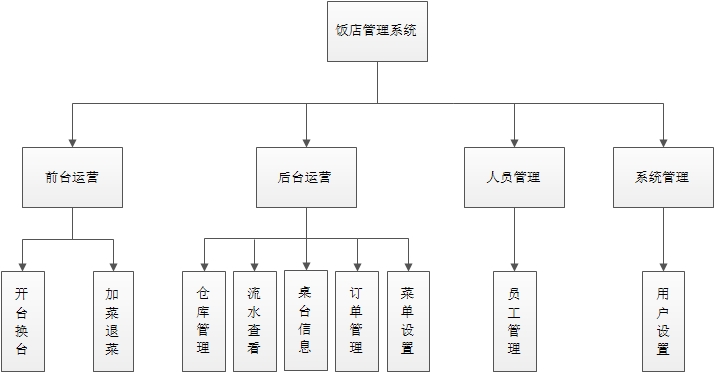 饭店管理系统
前台运营
后台运营
人员管理
系统管理
开台换台
加菜退菜
仓库管理
流水查看
桌台信息
订单管理
菜单设置
员工管理
用户设置